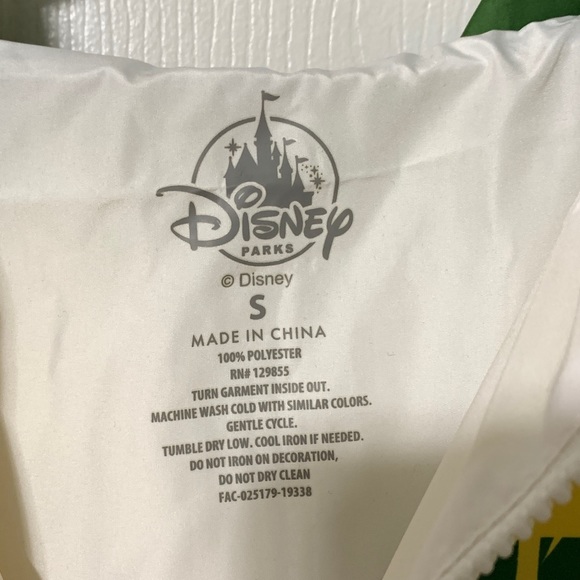 Disney
PARKS
© Disney
S
MADE IN CHINA
100% POLYESTER
RN# 129855
TURN GARMENT INSIDE OUT.
MACHINE WASH COLD WITH SIMILAR COLORS.
GENTLE CYCLE.
TUMBLE DRY LOW. COOL IRON IF NEEDED.
DO NOT IRON ON DECORATION,
DO NOT DRY CLEAN
FAC-025179-19338